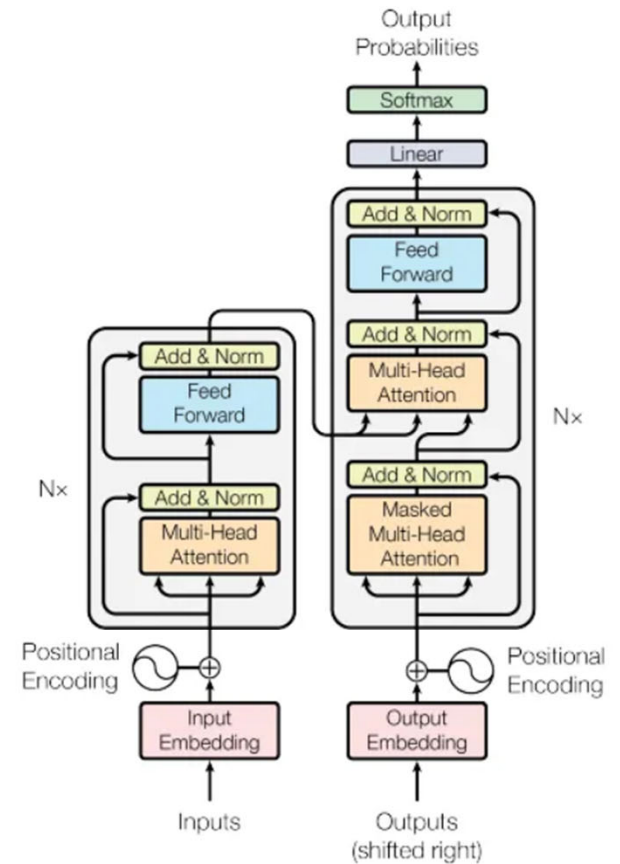 Output
Probabilities
Softmax
Linear
Add & Norm
Feed
Forward
Add & Norm
Multi-Head
Attention
Nx
Add & Norm
Masked
Multi-Head
Attention
Add & Norm
Feed
Forward
Nx
Add & Norm
Multi-Head
Attention
Positional
Encoding
Positional
Encoding
Input
Embedding
Output
Embedding
Inputs
Outputs
(shifted right)